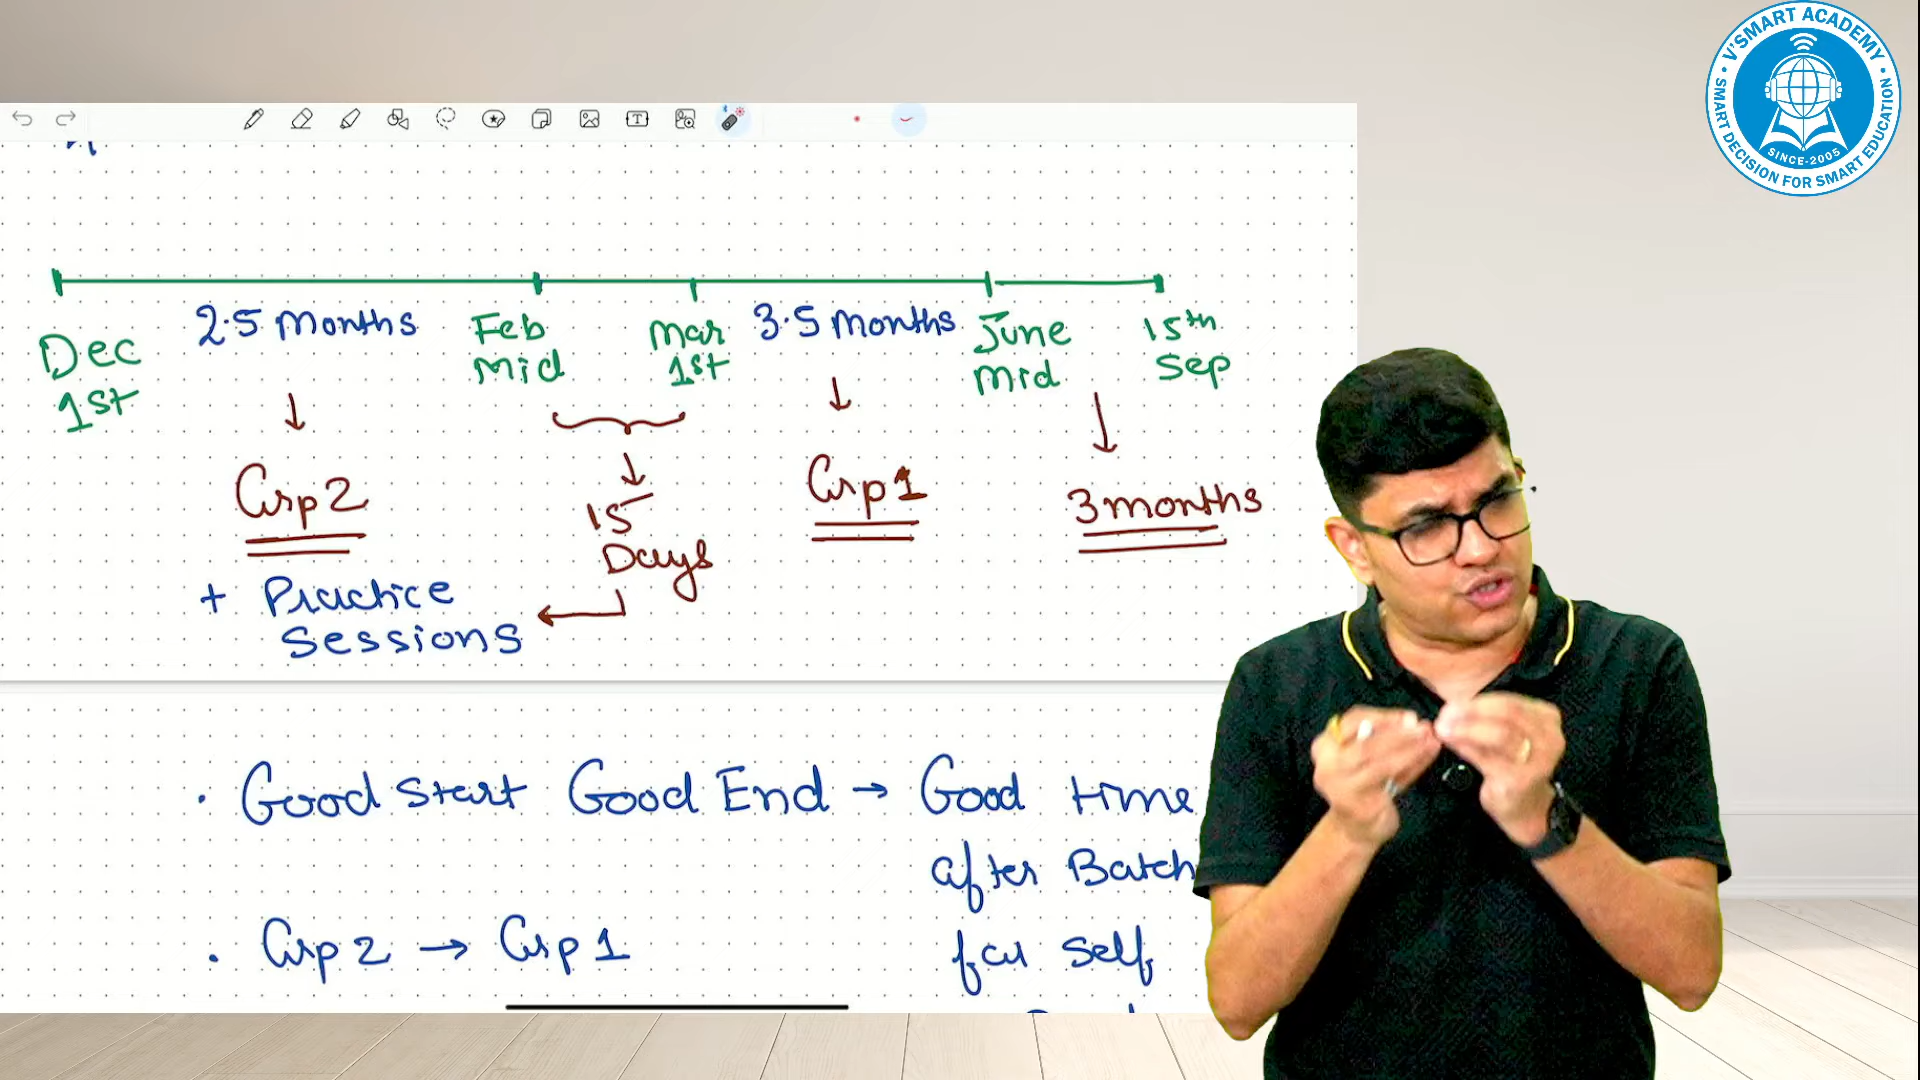 V'SMART ACADEMY
SMART DECISION FOR SMART EDUCATION
SINCE-2005
2.5 months
3.5 months
Dec
1st
Feb
mid
mar
1st
June
mid
15th
Sep
Grp 2
15
Days
Grp 1
3 months
+ Practice
sessions
. Good start Good End → Good time
after Batch
for self
. Grp 2 → Grp 1